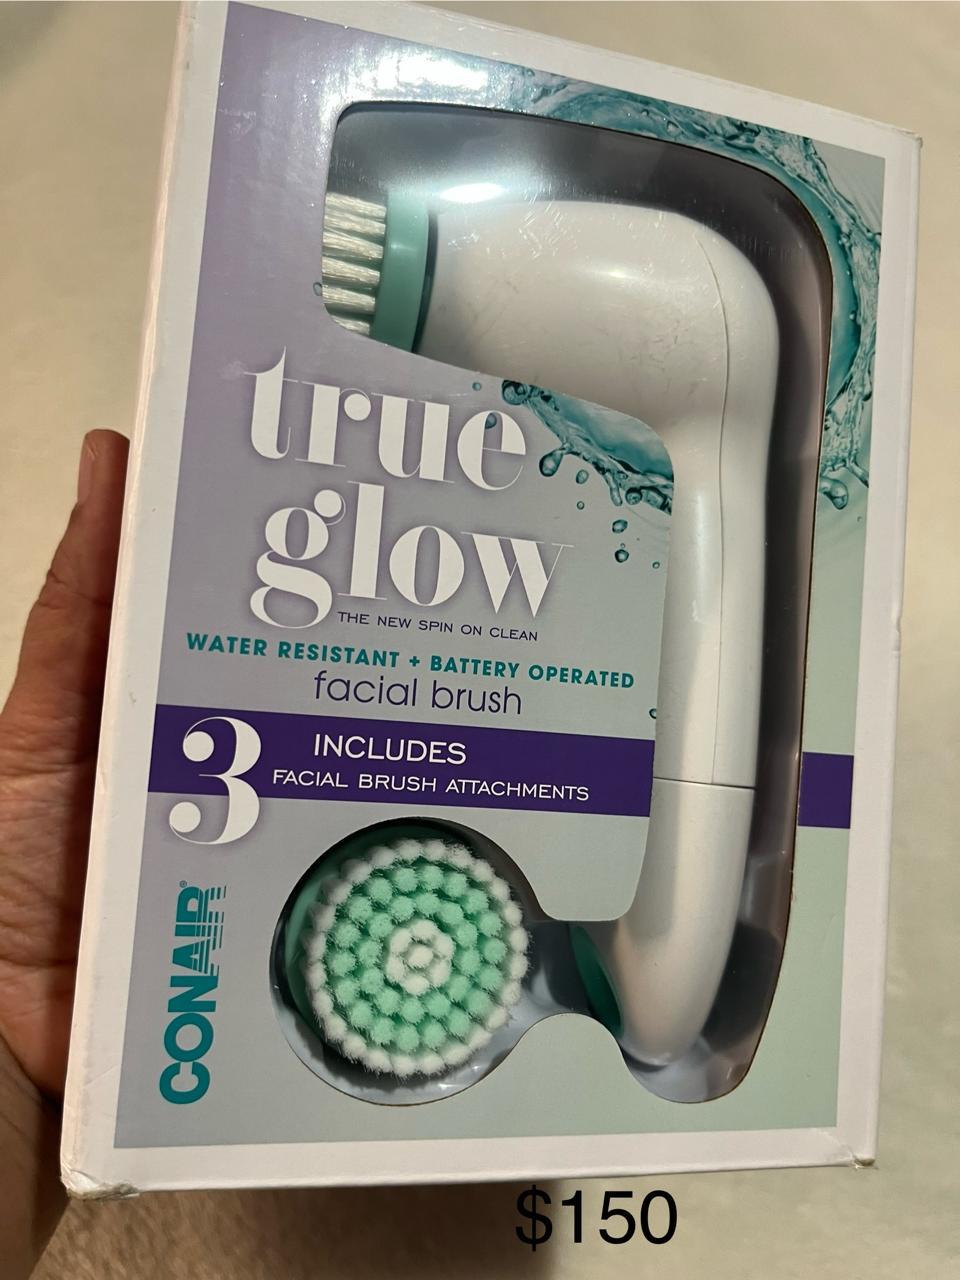 true
glow
THE NEW SPIN ON CLEAN
WATER RESISTANT + BATTERY OPERATED
facial brush
3
INCLUDES
FACIAL BRUSH ATTACHMENTS
CONAIR®
$150